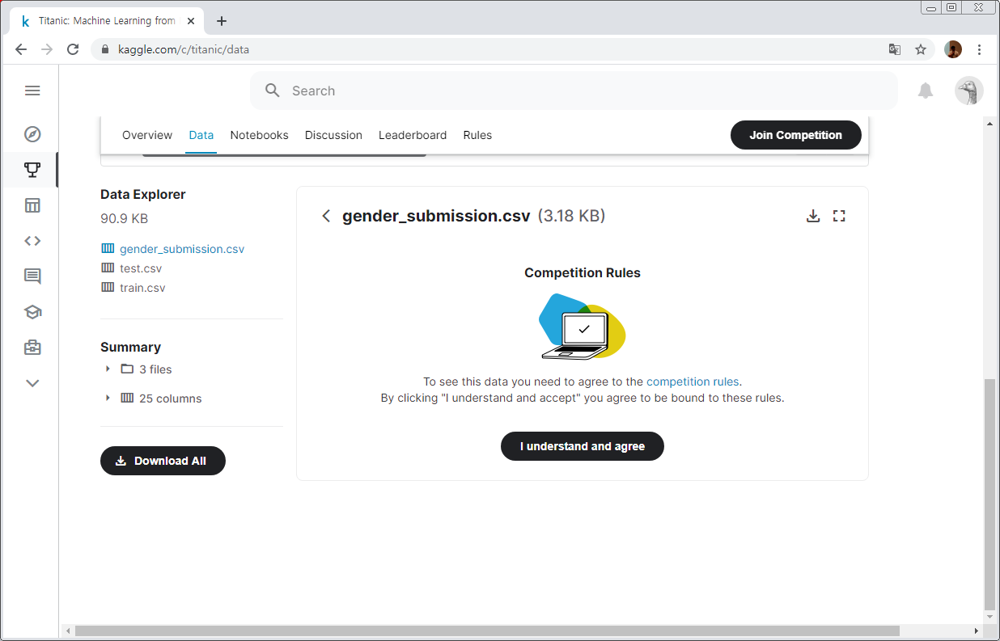 k Titanic: Machine Learning from
kaggle.com/c/titanic/data
Search
Overview Data Notebooks Discussion Leaderboard Rules Join Competition
Data Explorer
90.9 KB
gender_submission.csv
test.csv
train.csv
Summary
3 files
25 columns
Download All
gender_submission.csv (3.18 KB)
Competition Rules
To see this data you need to agree to the competition rules.
By clicking "I understand and accept" you agree to be bound to these rules.
I understand and agree